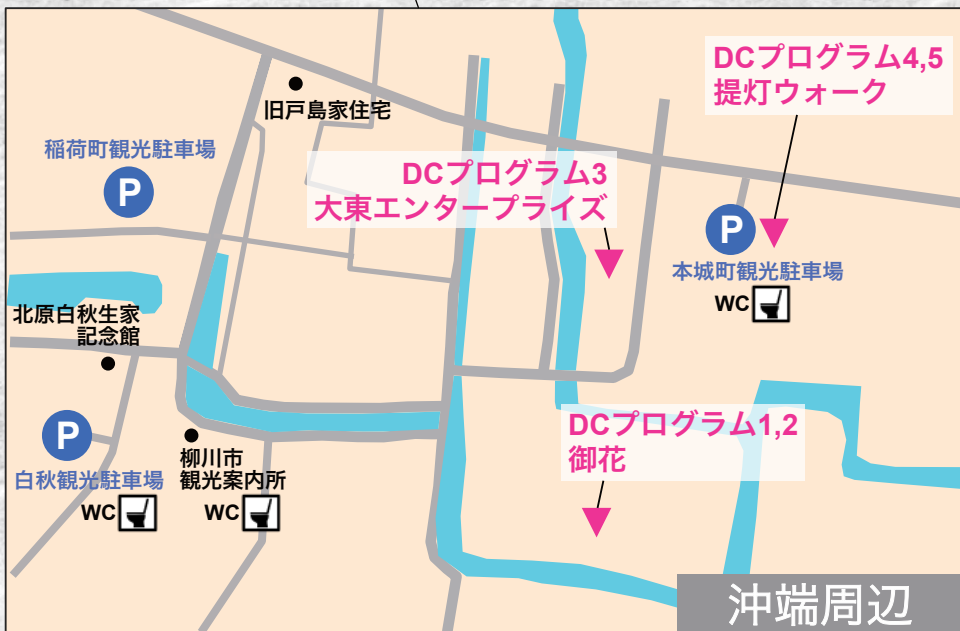 DCプログラム4,5
提灯ウォーク
旧戸島家住宅
稲荷町観光駐車場
P
DCプログラム3
大東エンタープライズ
P
本城町観光駐車場
WC
北原白秋生家
記念館
P
白秋観光駐車場
WC
柳川市
観光案内所
WC
DCプログラム1,2
御花
沖端周辺